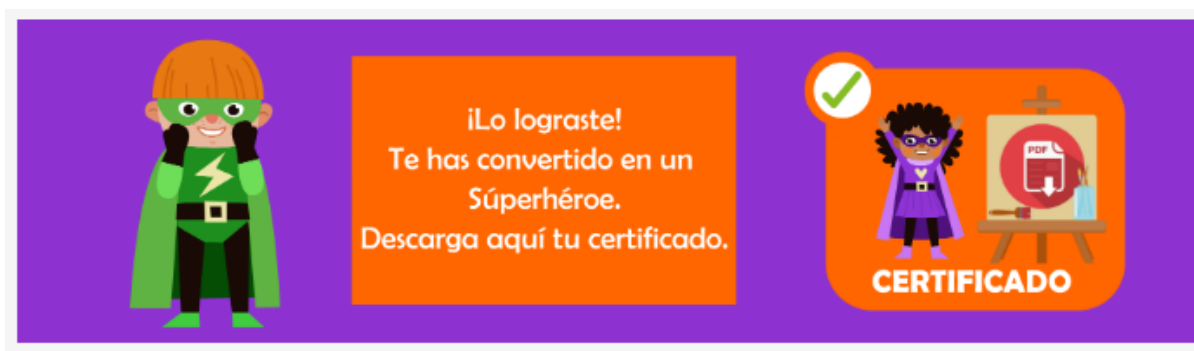 ¡Lo lograste!
Te has convertido en un
Súperhéroe.
Descarga aquí tu certificado.
PDF
CERTIFICADO